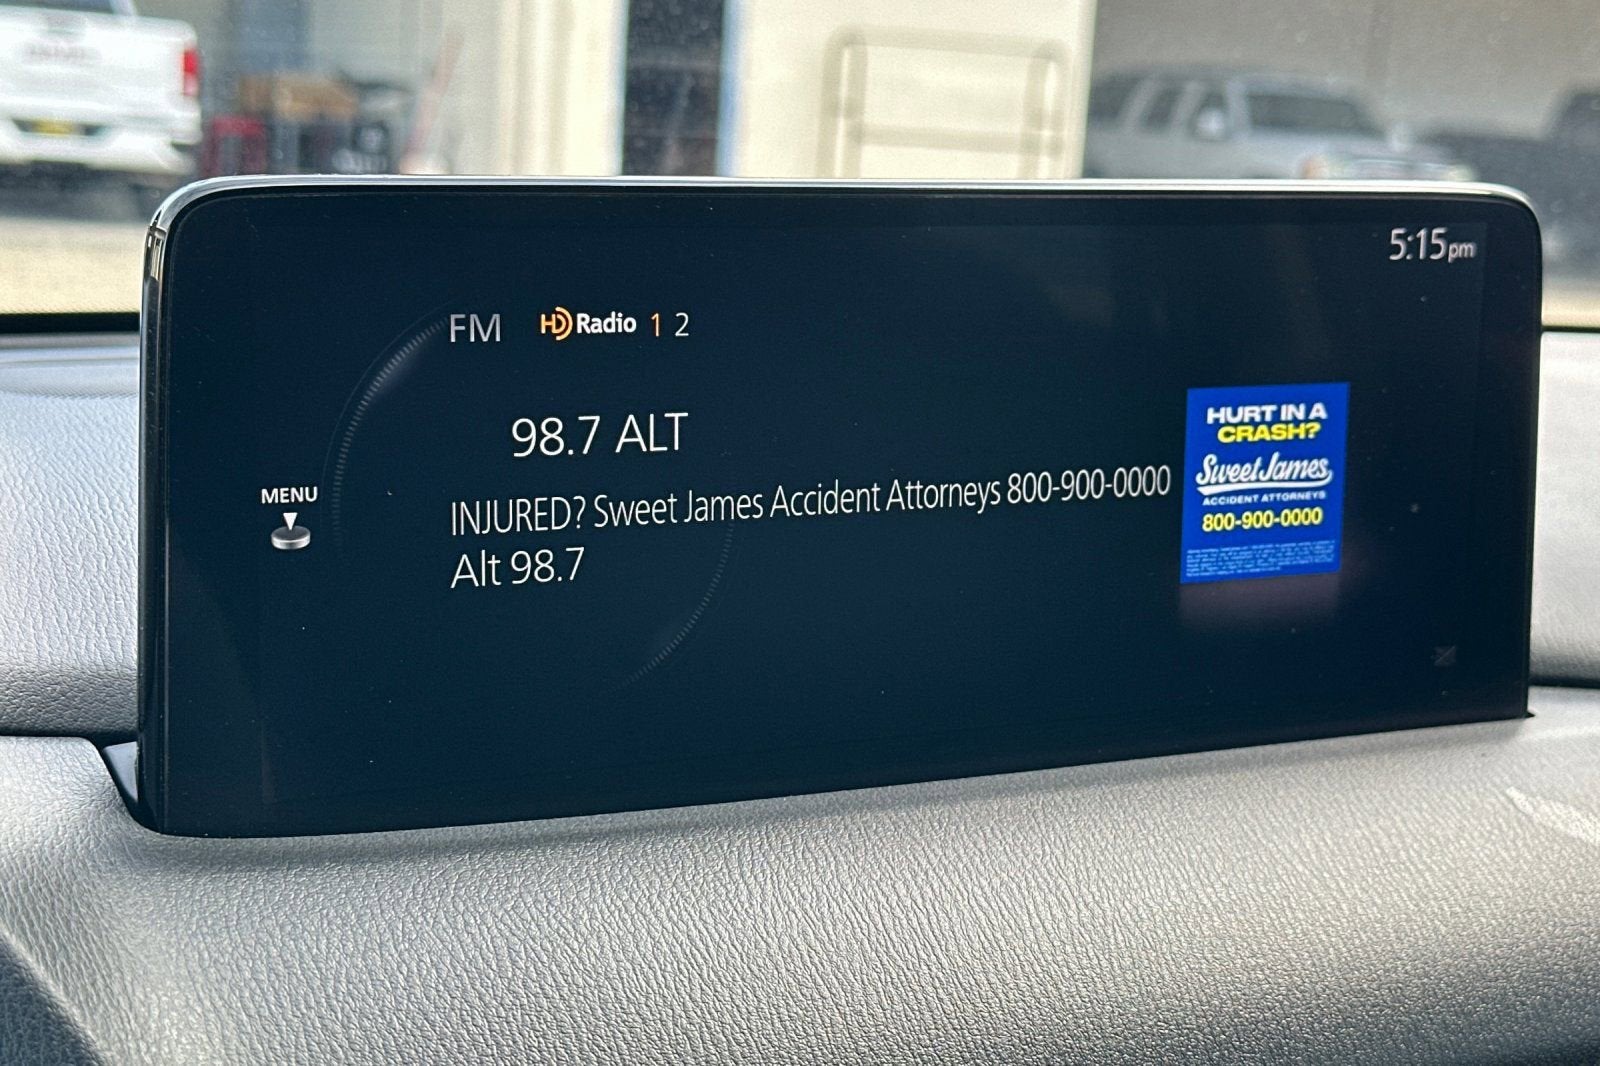 5:15pm
FM HD Radio 1 2
98.7 ALT
MENU
INJURED? Sweet James Accident Attorneys 800-900-0000
Alt 98.7
HURT IN A
CRASH?
Sweet James
ACCIDENT ATTORNEYS
800-900-0000